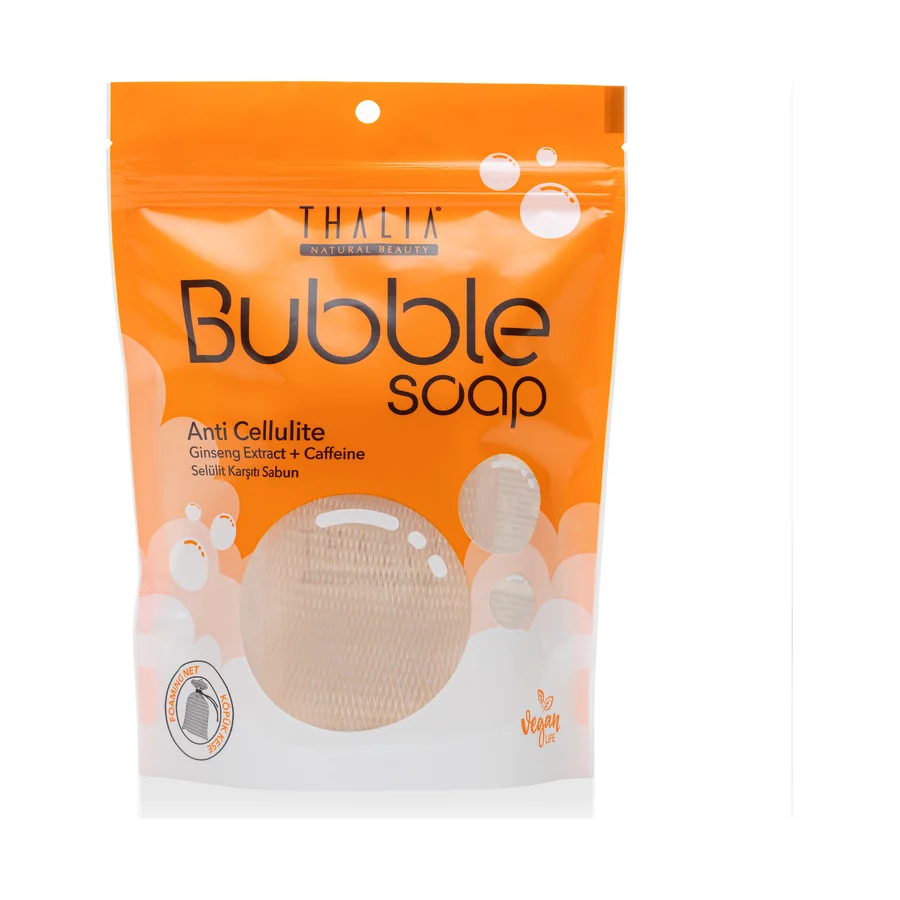 THALIA®
NATURAL BEAUTY
Bubble
soap
Anti Cellulite
Ginseng Extract + Caffeine
Selülit Karşıtı Sabun
FOAMING NET
KÖPÜK KESE
vegan
LIFE